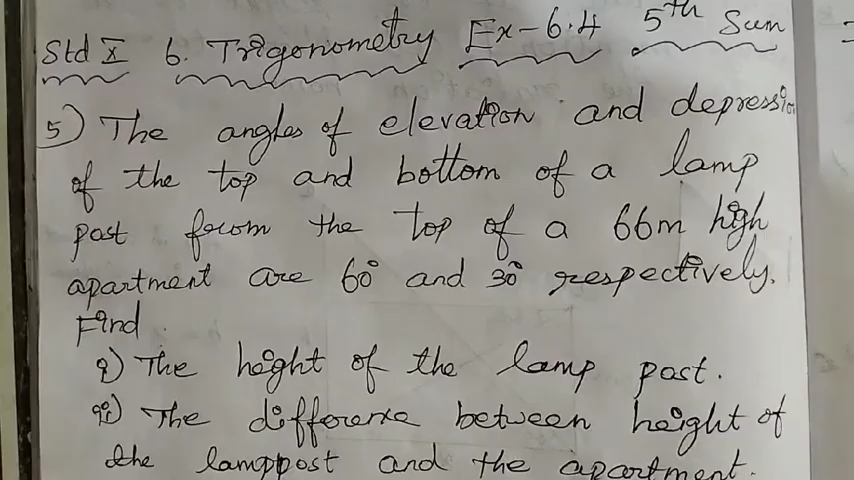 Std X 6. Trigonometry Ex-6.4 5th Sum
5) The angles of elevation and depression
of the top and bottom of a lamp
post from the top of a 66m high
apartment are 60° and 30° respectively.
Find
i) The height of the lamp post.
ii) The difference between height of
the lamppost and the apartment.